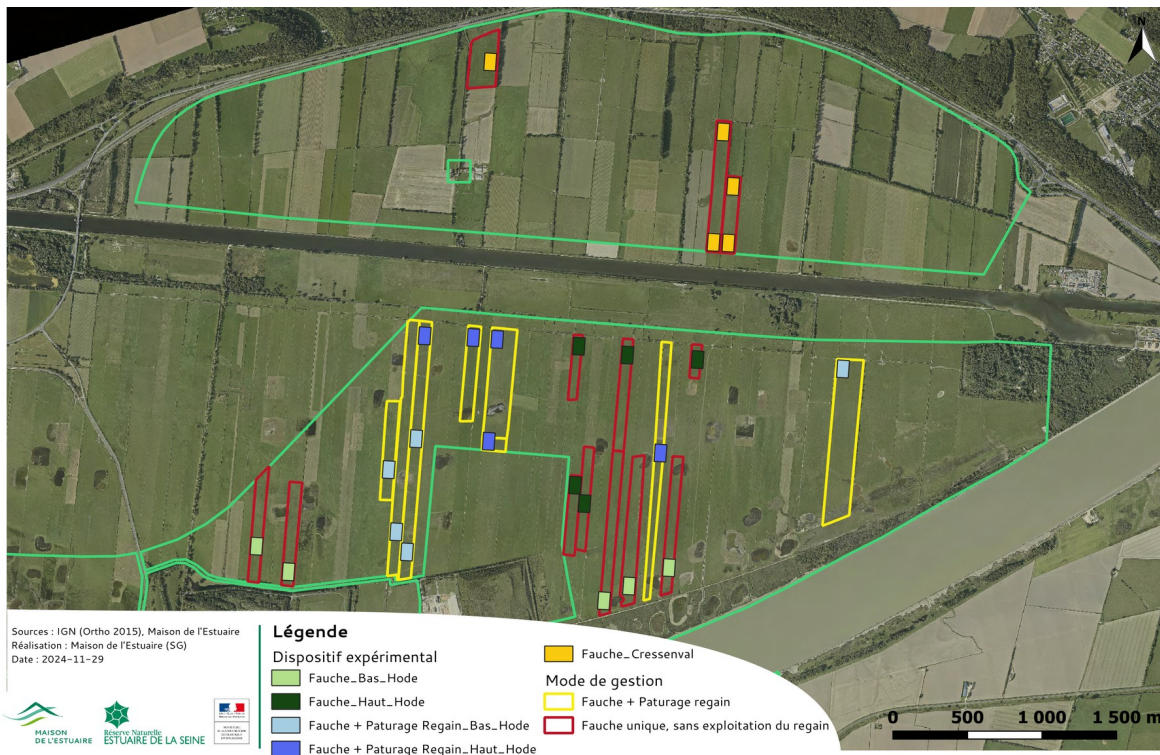 N
Sources : IGN (Ortho 2015), Maison de l'Estuaire
Réalisation : Maison de l'Estuaire (SG)
Date : 2024-11-29
MAISON
DE L'ESTUAIRE
Réserve Naturelle
ESTUAIRE DE LA SEINE
Légende
Dispositif expérimental
Fauche_Bas_Hode
Fauche_Haut_Hode
Fauche + Paturage Regain_Bas_Hode
Fauche + Paturage Regain_Haut_Hode
Fauche_Cressenval
Mode de gestion
Fauche + Paturage regain
Fauche unique, sans exploitation du regain
0 500 1 000 1 500 m